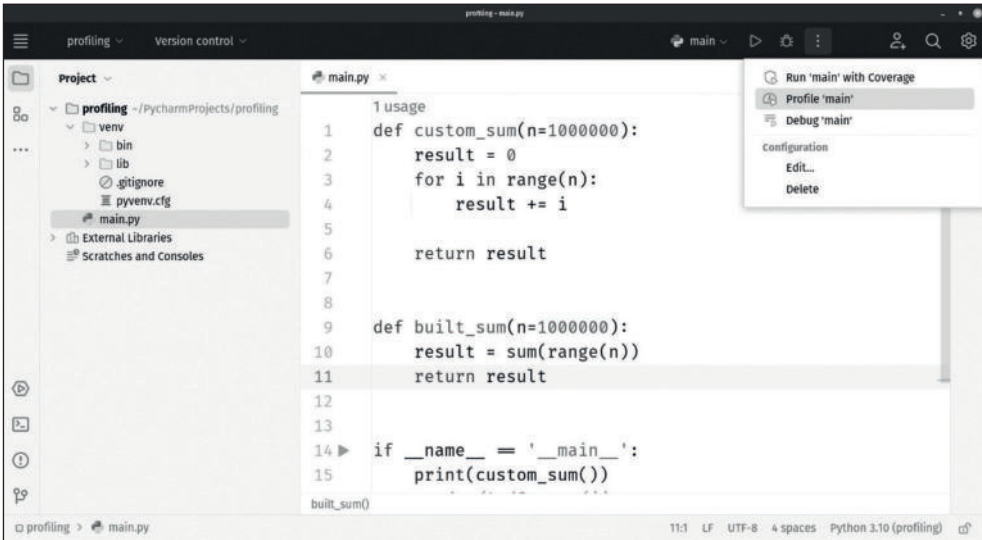 profiling – main.py
profiling
Version control
main
Project
profiling ~/PycharmProjects/profiling
venv
bin
lib
.gitignore
pyvenv.cfg
main.py
External Libraries
Scratches and Consoles
main.py ×
1 usage
1 def custom_sum(n=1000000):
2 result = 0
3 for i in range(n):
4 result += i
5
6 return result
7
8
9 def built_sum(n=1000000):
10 result = sum(range(n))
11 return result
12
13
14 if __name__ == '__main__':
15 print(custom_sum())
built_sum()
Run 'main' with Coverage
Profile 'main'
Debug 'main'
Configuration
Edit...
Delete
profiling > main.py
11:1 LF UTF-8 4 spaces Python 3.10 (profiling)